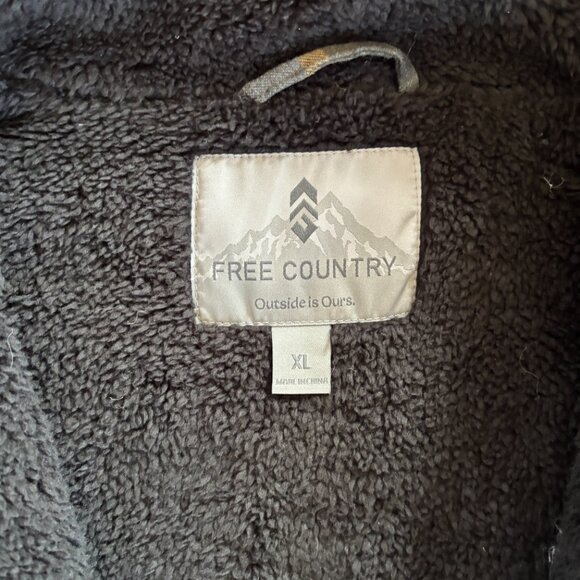 FREE COUNTRY
Outside is Ours.
XL
MADE IN CHINA